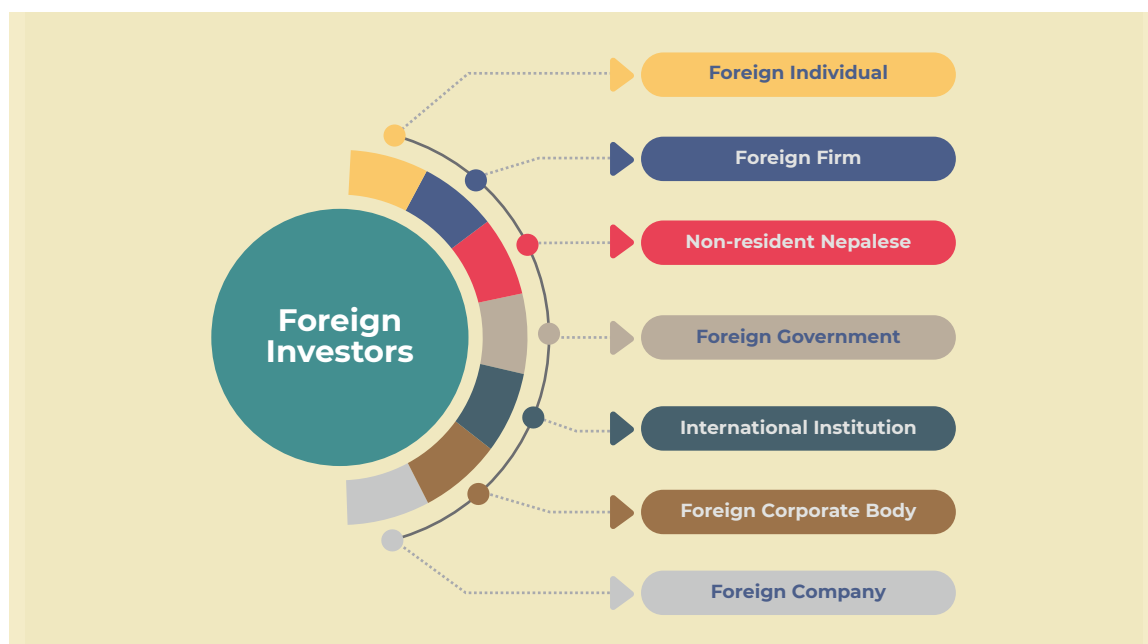 Foreign Individual
Foreign Firm
Non-resident Nepalese
Foreign
Investors
Foreign Government
International Institution
Foreign Corporate Body
Foreign Company